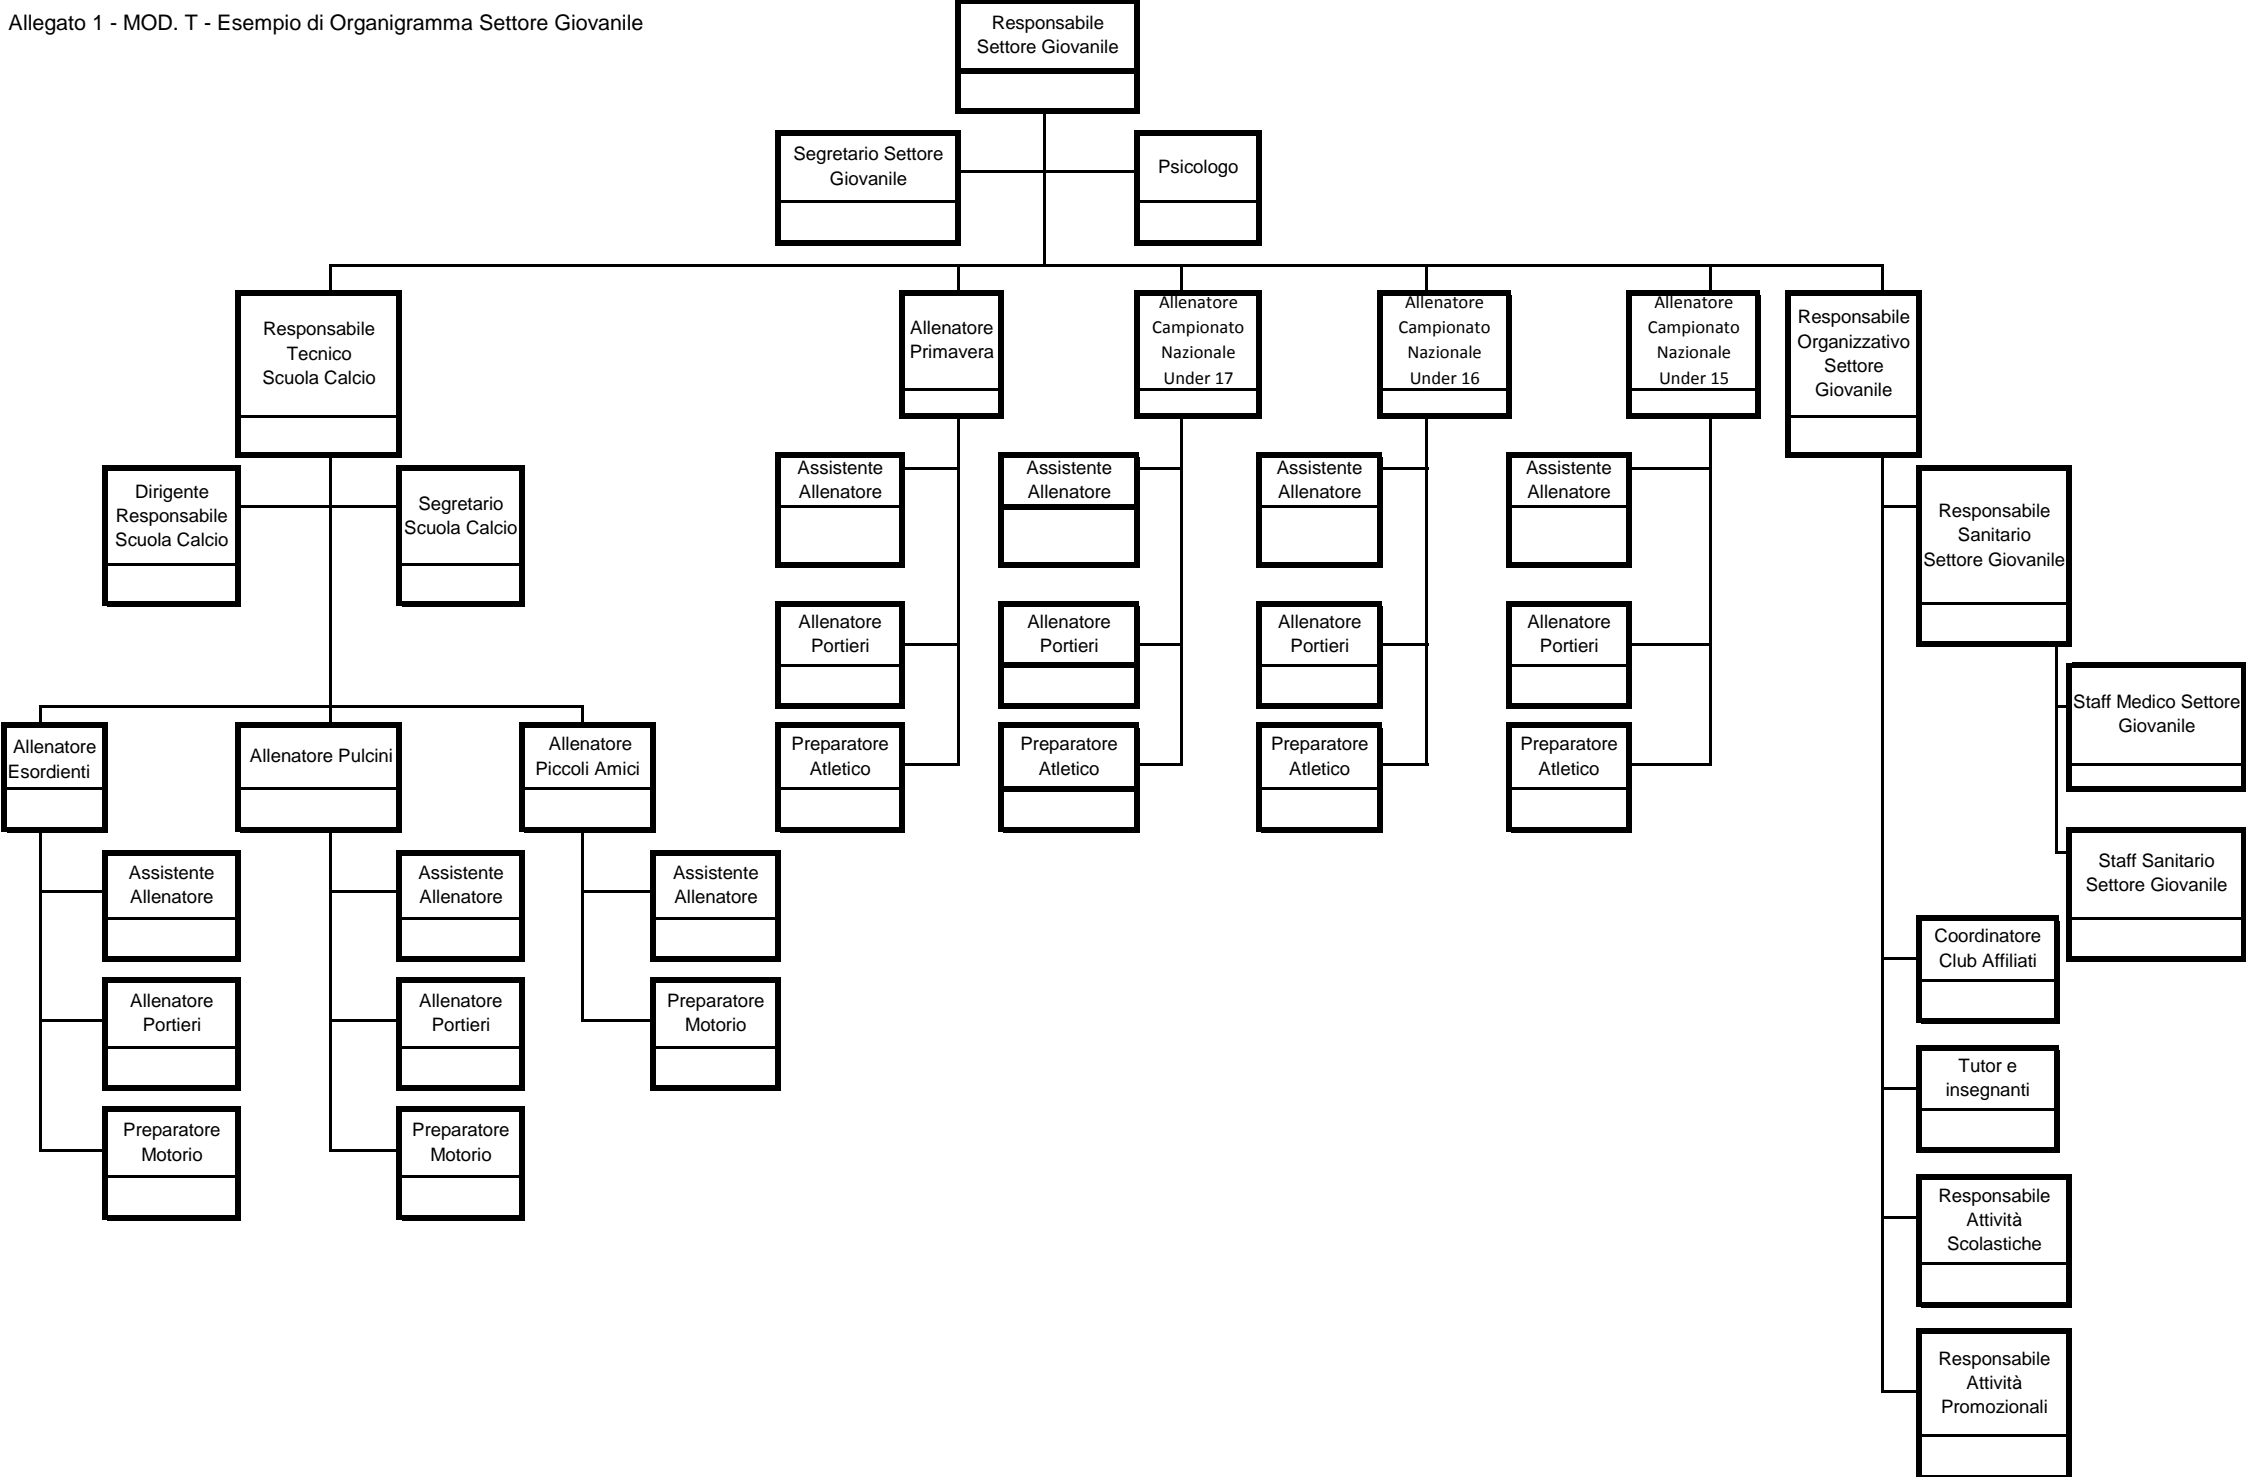 Allegato 1 - MOD. T - Esempio di Organigramma Settore Giovanile
Responsabile
Settore Giovanile
Segretario Settore
Giovanile
Psicologo
Responsabile
Tecnico
Scuola Calcio
Allenatore
Primavera
Allenatore
Campionato
Nazionale
Under 17
Allenatore
Campionato
Nazionale
Under 16
Allenatore
Campionato
Nazionale
Under 15
Responsabile
Organizzativo
Settore
Giovanile
Dirigente
Responsabile
Scuola Calcio
Segretario
Scuola Calcio
Assistente
Allenatore
Assistente
Allenatore
Assistente
Allenatore
Assistente
Allenatore
Responsabile
Sanitario
Settore Giovanile
Allenatore
Portieri
Allenatore
Portieri
Allenatore
Portieri
Allenatore
Portieri
Staff Medico Settore
Giovanile
Allenatore
Esordienti
Allenatore Pulcini
Allenatore
Piccoli Amici
Preparatore
Atletico
Preparatore
Atletico
Preparatore
Atletico
Preparatore
Atletico
Staff Sanitario
Settore Giovanile
Assistente
Allenatore
Assistente
Allenatore
Assistente
Allenatore
Coordinatore
Club Affiliati
Allenatore
Portieri
Allenatore
Portieri
Preparatore
Motorio
Tutor e
insegnanti
Preparatore
Motorio
Preparatore
Motorio
Responsabile
Attività
Scolastiche
Responsabile
Attività
Promozionali